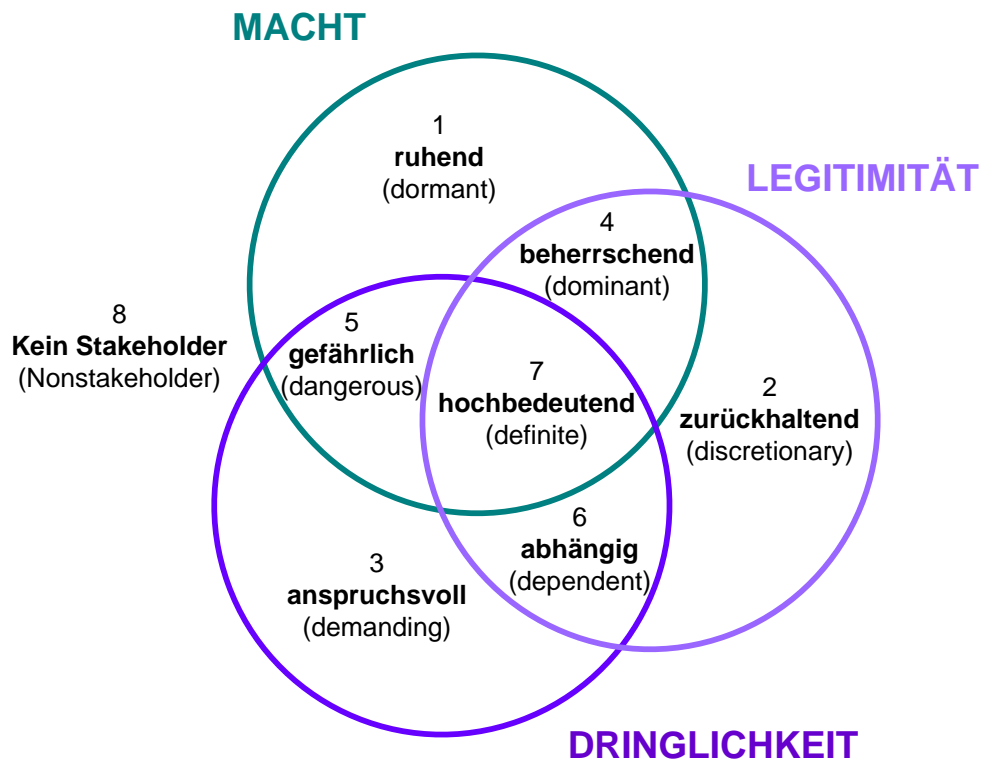 MACHT
1
ruhend
(dormant)
LEGITIMITÄT
4
beherrschend
(dominant)
8
Kein Stakeholder
(Nonstakeholder)
5
gefährlich
(dangerous)
7
hochbedeutend
(definite)
2
zurückhaltend
(discretionary)
6
abhängig
(dependent)
3
anspruchsvoll
(demanding)
DRINGLICHKEIT